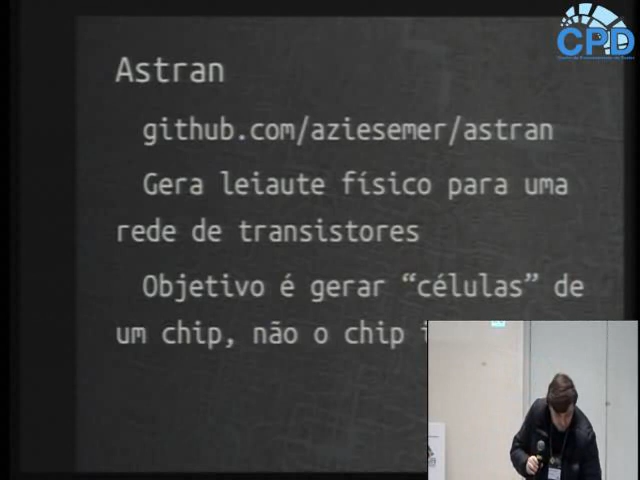 Astran
github.com/aziesemer/astran
Gera leiaute físico para uma
rede de transistores
Objetivo é gerar “células” de
um chip, não o chip
CPD